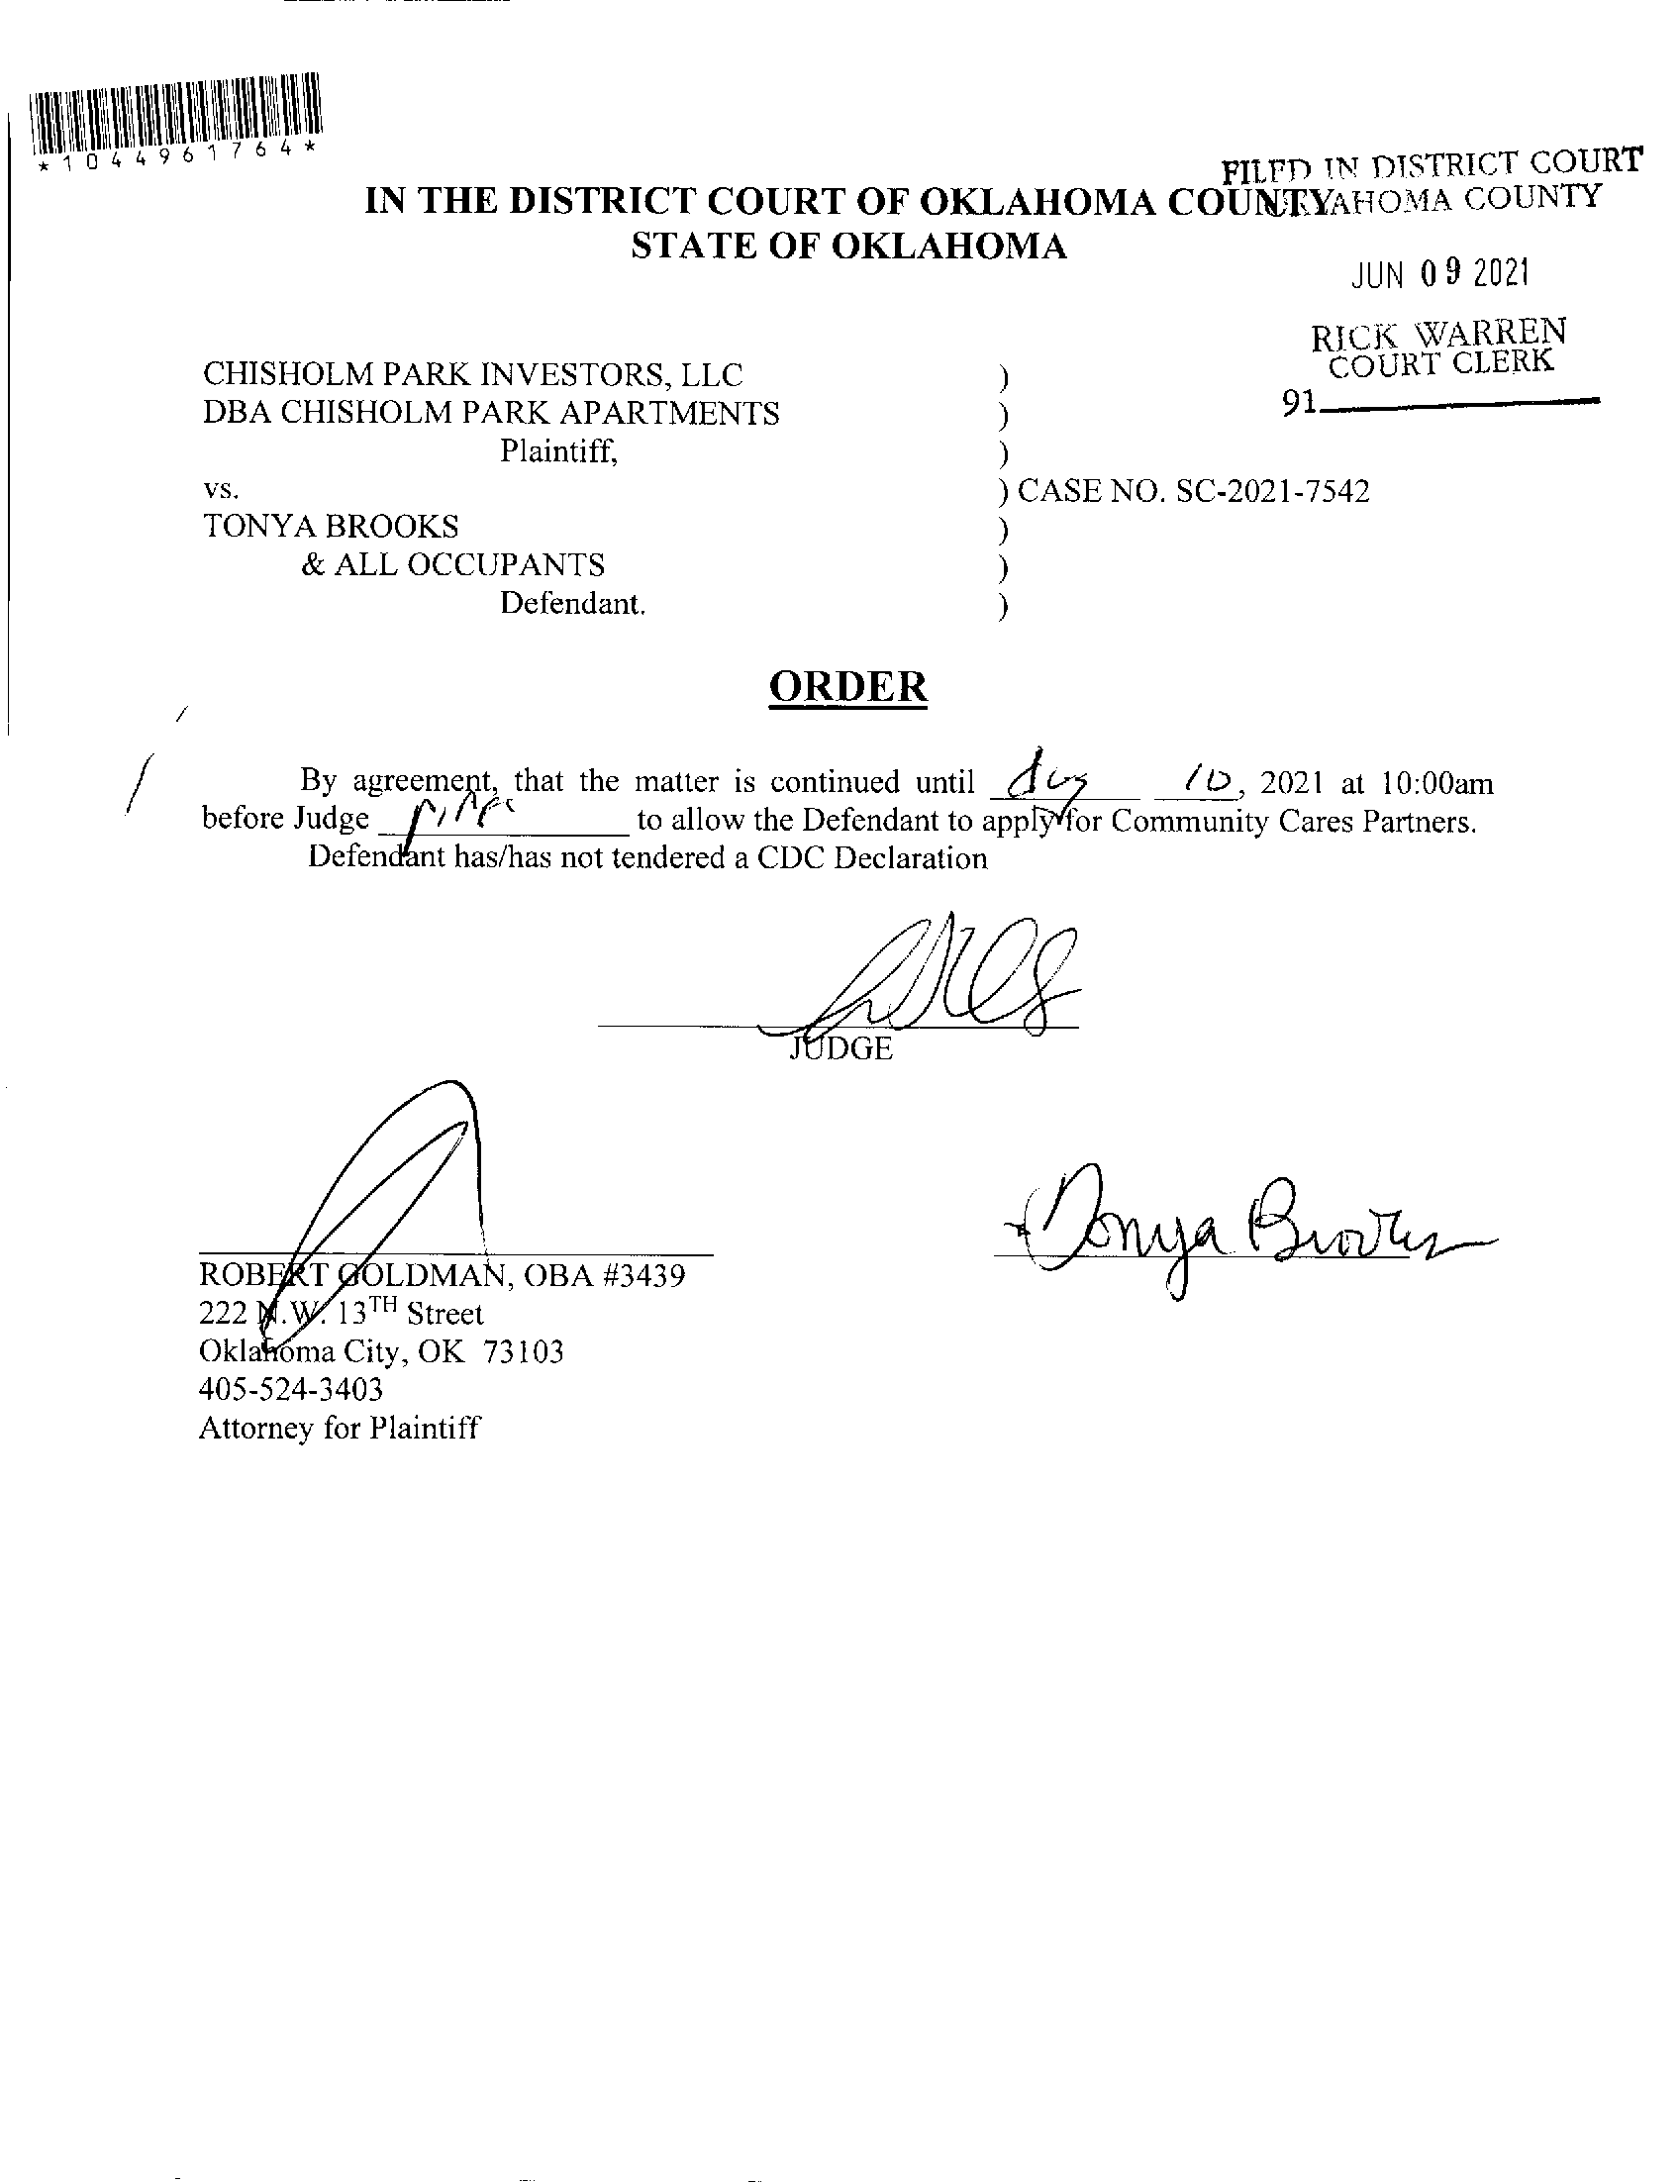 *1044961764*
FILED IN DISTRICT COURT
OKLAHOMA COUNTY
IN THE DISTRICT COURT OF OKLAHOMA COUNTY
STATE OF OKLAHOMA
JUN 09 2021
RICK WARREN
COURT CLERK
91
CHISHOLM PARK INVESTORS, LLC )
DBA CHISHOLM PARK APARTMENTS )
Plaintiff, )
vs. ) CASE NO. SC-2021-7542
TONYA BROOKS )
& ALL OCCUPANTS )
Defendant. )
ORDER
By agreement, that the matter is continued until Aug 10, 2021 at 10:00am
before Judge to allow the Defendant to apply for Community Cares Partners.
Defendant has/has not tendered a CDC Declaration
JUDGE
Tonya Brooks
ROBERT GOLDMAN, OBA #3439
222 N.W. 13TH Street
Oklahoma City, OK 73103
405-524-3403
Attorney for Plaintiff